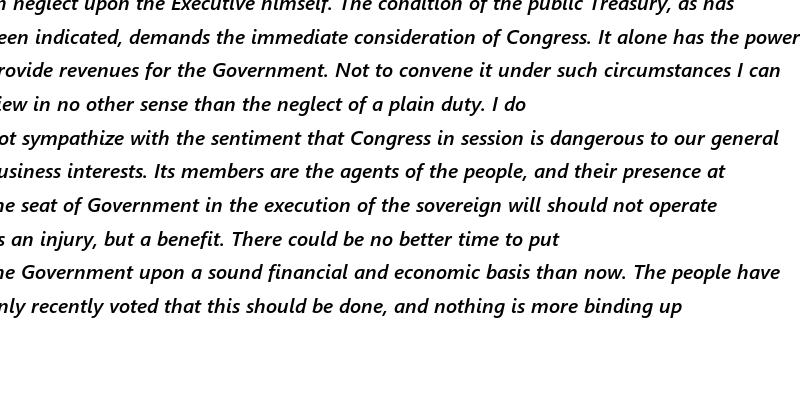 n neglect upon the Executive himself. The condition of the public Treasury, as has
een indicated, demands the immediate consideration of Congress. It alone has the power
rovide revenues for the Government. Not to convene it under such circumstances I can
iew in no other sense than the neglect of a plain duty. I do
ot sympathize with the sentiment that Congress in session is dangerous to our general
usiness interests. Its members are the agents of the people, and their presence at
he seat of Government in the execution of the sovereign will should not operate
s an injury, but a benefit. There could be no better time to put
he Government upon a sound financial and economic basis than now. The people have
nly recently voted that this should be done, and nothing is more binding up